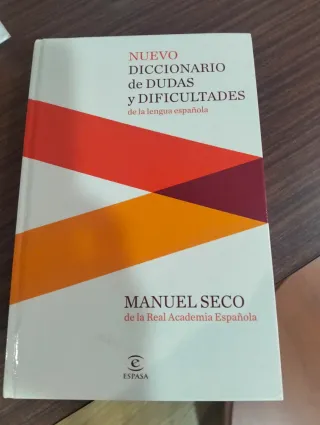 NUEVO
DICCIONARIO
de DUDAS
y DIFICULTADES
de la lengua española
MANUEL SECO
de la Real Academia Española
e
ESPASA